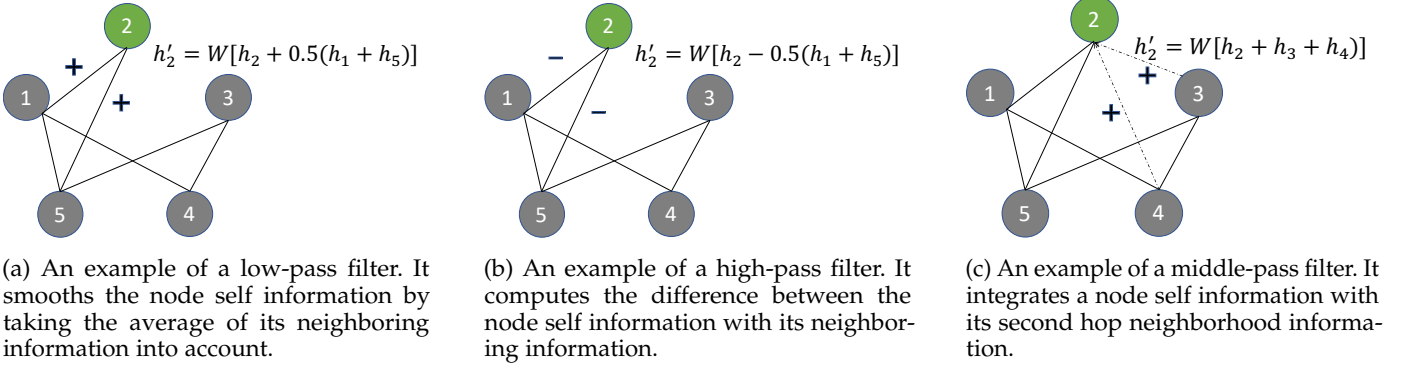 2
+
+
h₂′ = W[h₂ + 0.5(h₁ + h₅)]
1
3
5
4
(a) An example of a low-pass filter. It
smooths the node self information by
taking the average of its neighboring
information into account.
2
−
−
h₂′ = W[h₂ − 0.5(h₁ + h₅)]
1
3
5
4
(b) An example of a high-pass filter. It
computes the difference between the
node self information with its neighbor-
ing information.
2
h₂′ = W[h₂ + h₃ + h₄)]
+
+
1
3
5
4
(c) An example of a middle-pass filter. It
integrates a node self information with
its second hop neighborhood informa-
tion.